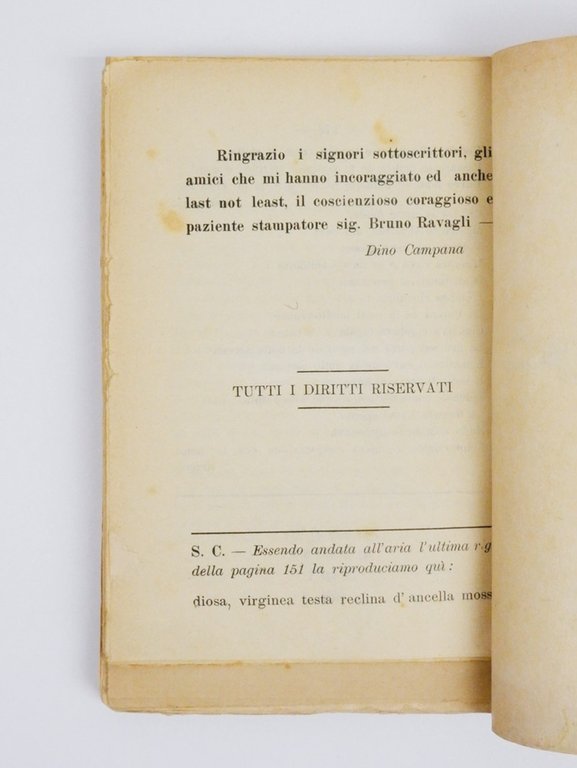 Ringrazio i signori sottoscrittori, gli
amici che mi hanno incoraggiato ed anche
last not least, il coscienzioso coraggioso e
paziente stampatore sig. Bruno Ravagli —
Dino Campana
TUTTI I DIRITTI RISERVATI
S. C. — Essendo andata all'aria l'ultima
della pagina 151 la riproduciamo quì:
diosa, virginea testa reclina d'ancella